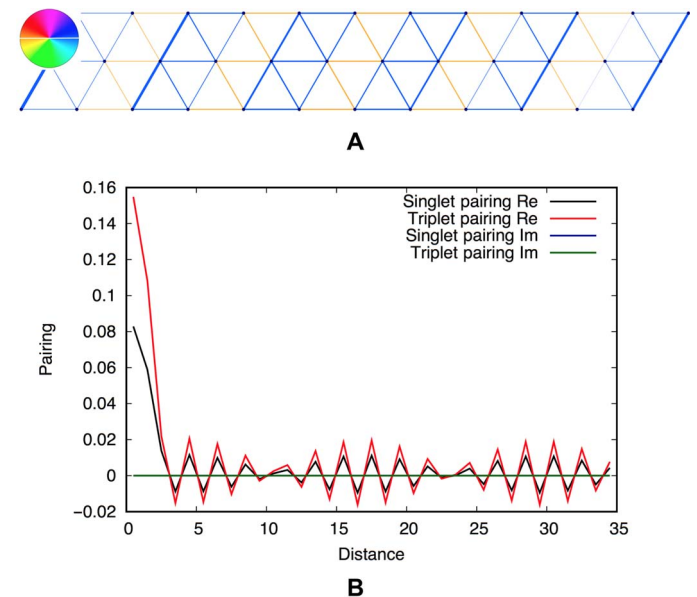 A
0.16
0.14
0.12
0.1
0.08
0.06
0.04
0.02
0
−0.02
Pairing
Singlet pairing Re
Triplet pairing Re
Singlet pairing Im
Triplet pairing Im
0 5 10 15 20 25 30 35
Distance
B